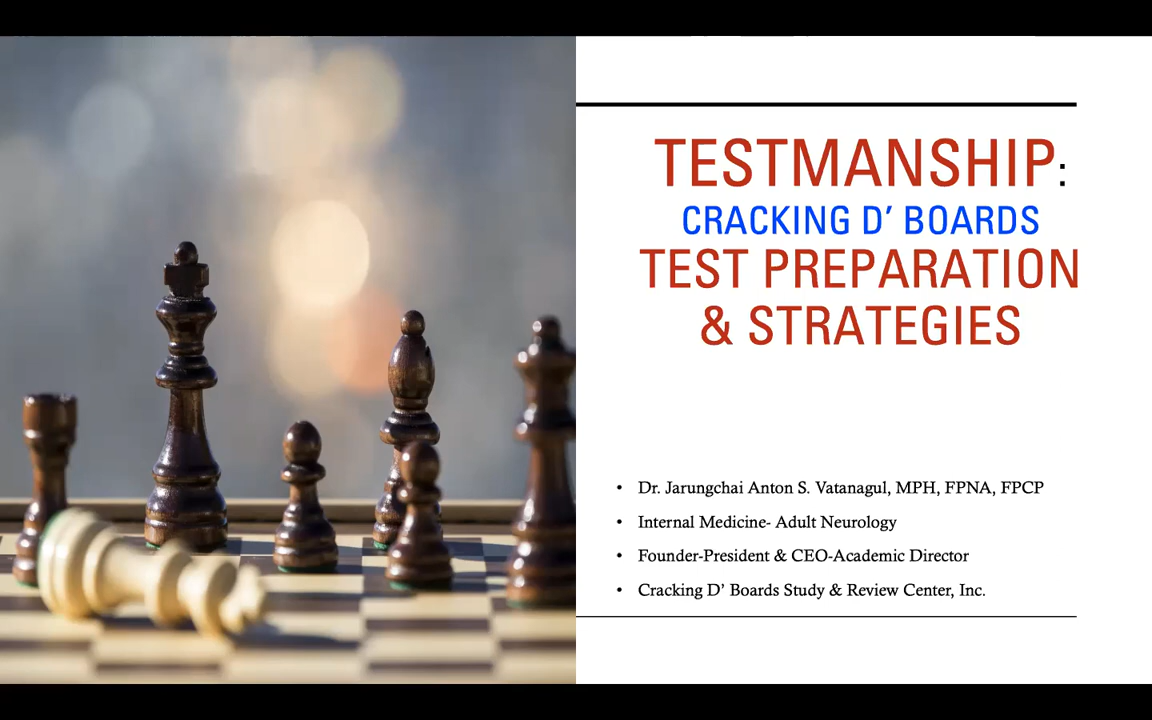 TESTMANSHIP:
CRACKING D’ BOARDS
TEST PREPARATION
& STRATEGIES
• Dr. Jarungchai Anton S. Vatanagul, MPH, FPNA, FPCP
• Internal Medicine- Adult Neurology
• Founder-President & CEO-Academic Director
• Cracking D’ Boards Study & Review Center, Inc.